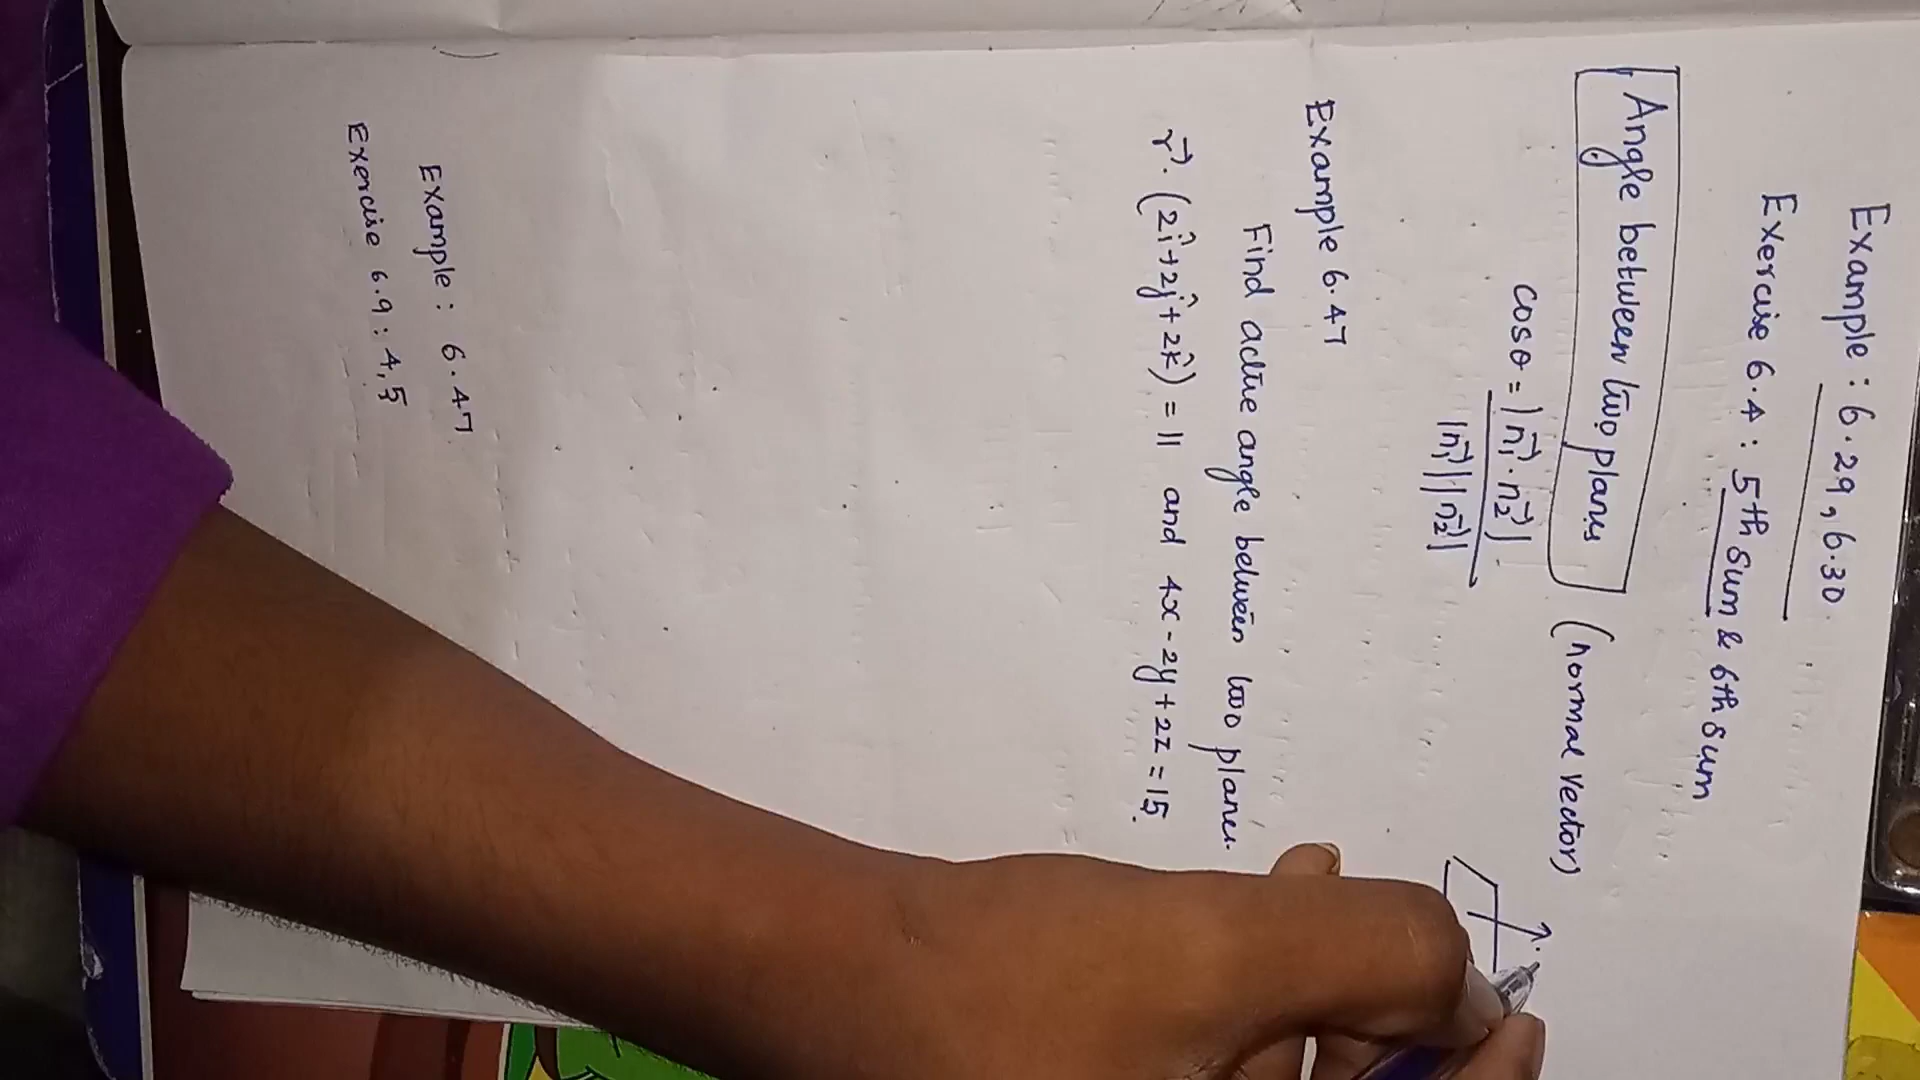 Example : 6.29, 6.30.
Exercise 6.4 : 5th sum & 6th sum
Angle between two planes (normal vector)
cosθ = |n₁⃗ · n₂⃗| / |n₁⃗| |n₂⃗|
Example 6.47
Find acute angle between two planes.
r⃗ · (2î + 2ĵ + 2k̂) = 11 and 4x - 2y + 2z = 15.
Example : 6.47
Exercise 6.9 : 4, 5